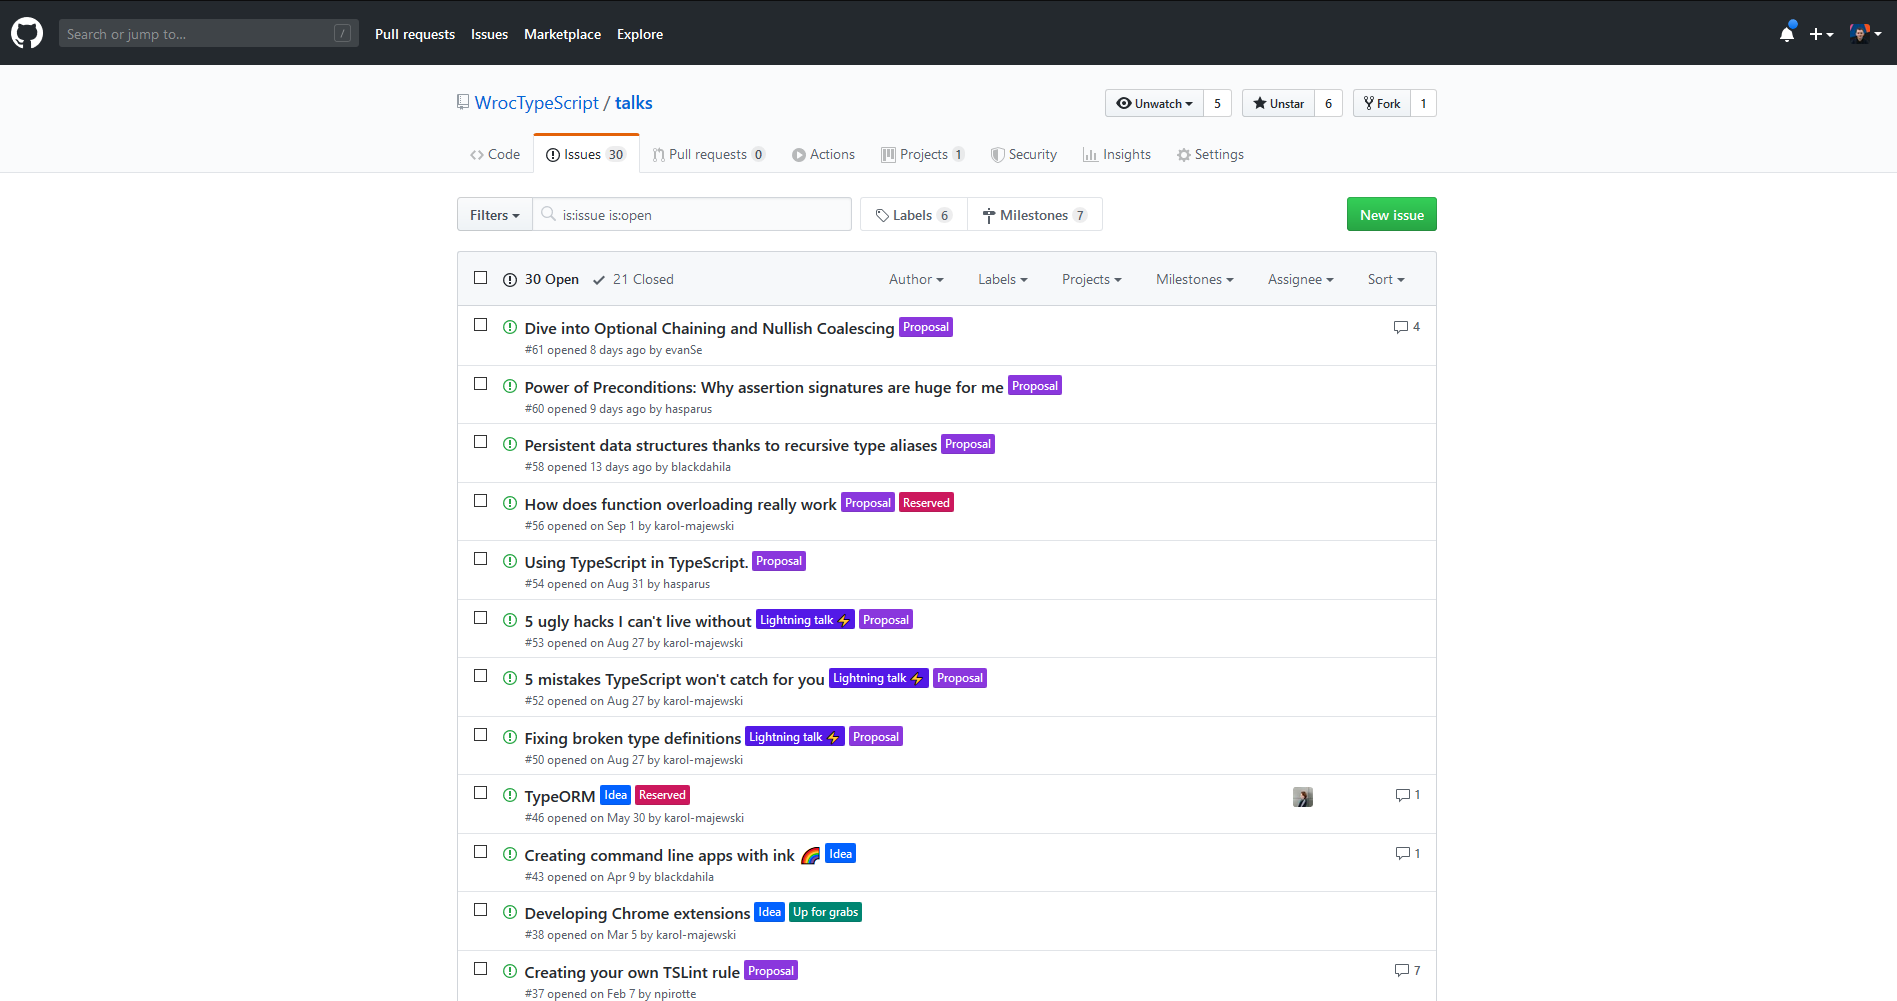 Search or jump to... / Pull requests Issues Marketplace Explore
WrocTypeScript / talks Unwatch 5 Unstar 6 Fork 1
Code Issues 30 Pull requests 0 Actions Projects 1 Security Insights Settings
Filters is:issue is:open Labels 6 Milestones 7 New issue
30 Open 21 Closed Author Labels Projects Milestones Assignee Sort
Dive into Optional Chaining and Nullish Coalescing Proposal 4
#61 opened 8 days ago by evanSe
Power of Preconditions: Why assertion signatures are huge for me Proposal
#60 opened 9 days ago by hasparus
Persistent data structures thanks to recursive type aliases Proposal
#58 opened 13 days ago by blackdahila
How does function overloading really work Proposal Reserved
#56 opened on Sep 1 by karol-majewski
Using TypeScript in TypeScript. Proposal
#54 opened on Aug 31 by hasparus
5 ugly hacks I can't live without Lightning talk ⚡ Proposal
#53 opened on Aug 27 by karol-majewski
5 mistakes TypeScript won't catch for you Lightning talk ⚡ Proposal
#52 opened on Aug 27 by karol-majewski
Fixing broken type definitions Lightning talk ⚡ Proposal
#50 opened on Aug 27 by karol-majewski
TypeORM Idea Reserved 1
#46 opened on May 30 by karol-majewski
Creating command line apps with ink 🌈 Idea 1
#43 opened on Apr 9 by blackdahila
Developing Chrome extensions Idea Up for grabs
#38 opened on Mar 5 by karol-majewski
Creating your own TSLint rule Proposal 7
#37 opened on Feb 7 by npirotte